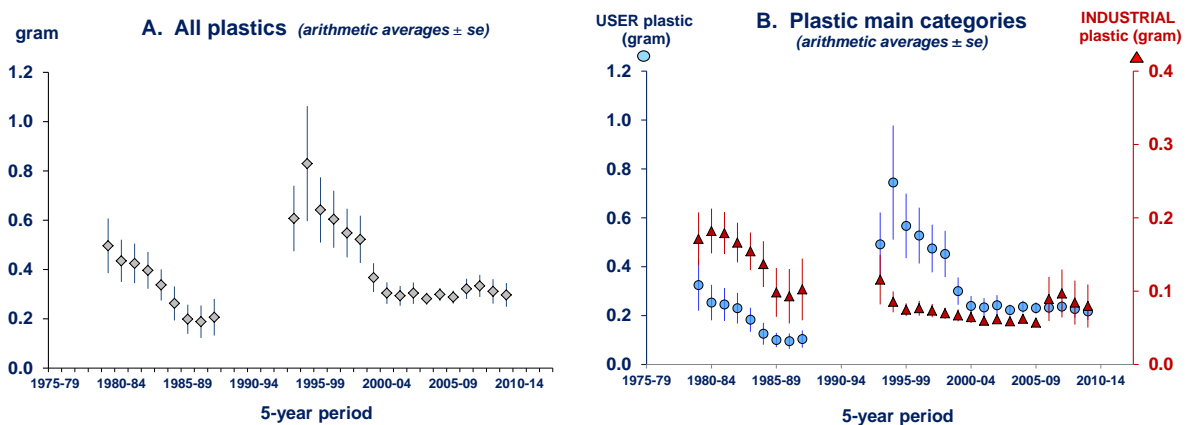 gram
A. All plastics (arithmetic averages ± se)
1.2
1.0
0.8
0.6
0.4
0.2
0.0
1975-79 1980-84 1985-89 1990-94 1995-99 2000-04 2005-09 2010-14
5-year period
USER plastic
(gram)
B. Plastic main categories
(arithmetic averages ± se)
INDUSTRIAL
plastic (gram)
1.2
1.0
0.8
0.6
0.4
0.2
0.0
0.4
0.3
0.2
0.1
0.0
1975-79 1980-84 1985-89 1990-94 1995-99 2000-04 2005-09 2010-14
5-year period